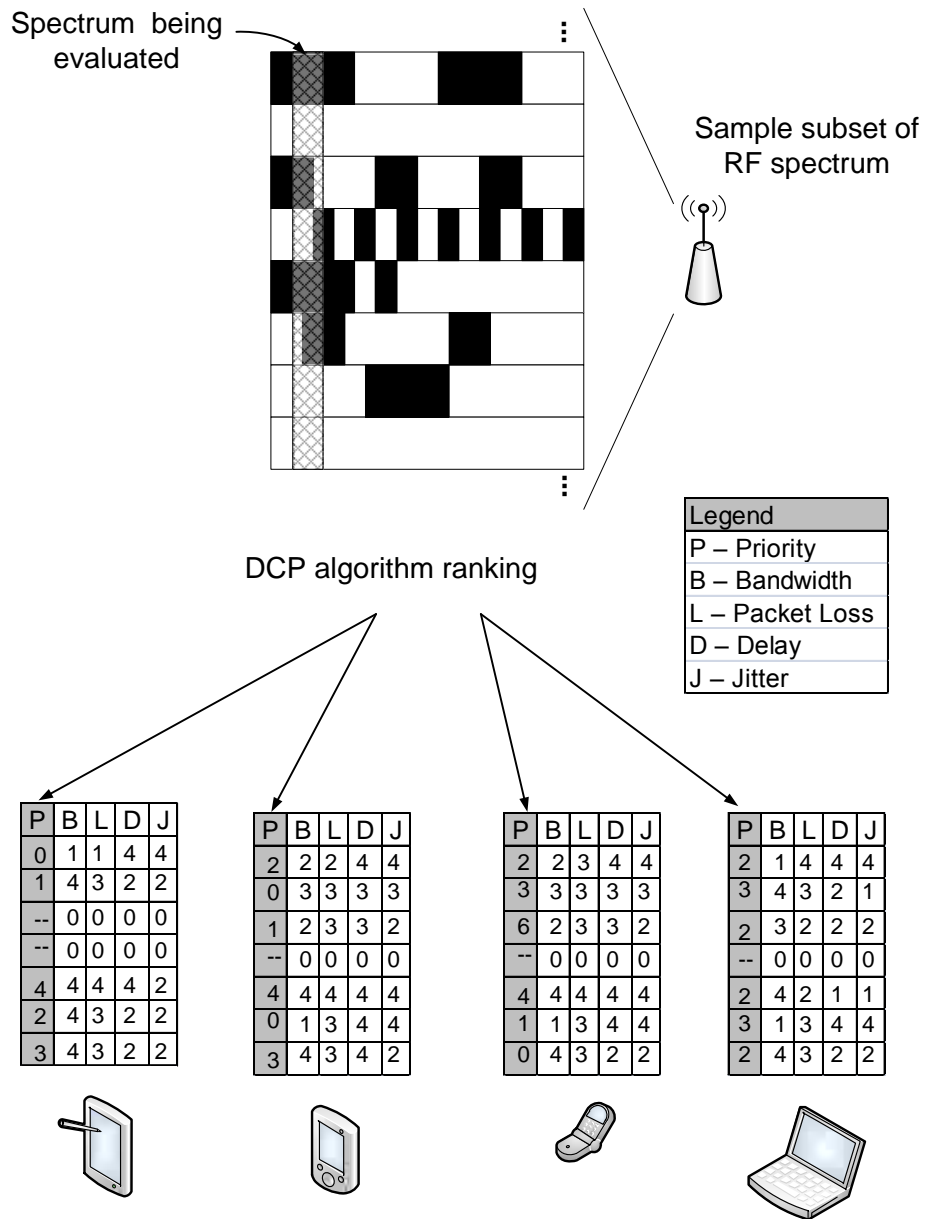 Spectrum being
evaluated
...
Sample subset of
RF spectrum
...
Legend
P – Priority
B – Bandwidth
L – Packet Loss
D – Delay
J – Jitter
DCP algorithm ranking
P B L D J
0 1 1 4 4
1 4 3 2 2
-- 0 0 0 0
-- 0 0 0 0
4 4 4 4 2
2 4 3 2 2
3 4 3 2 2
P B L D J
2 2 2 4 4
0 3 3 3 3
1 2 3 3 2
-- 0 0 0 0
4 4 4 4 4
0 1 3 4 4
3 4 3 4 2
P B L D J
2 2 3 4 4
3 3 3 3 3
6 2 3 3 2
-- 0 0 0 0
4 4 4 4 4
1 1 3 4 4
0 4 3 2 2
P B L D J
2 1 4 4 4
3 4 3 2 1
2 3 2 2 2
-- 0 0 0 0
2 4 2 1 1
3 1 3 4 4
2 4 3 2 2